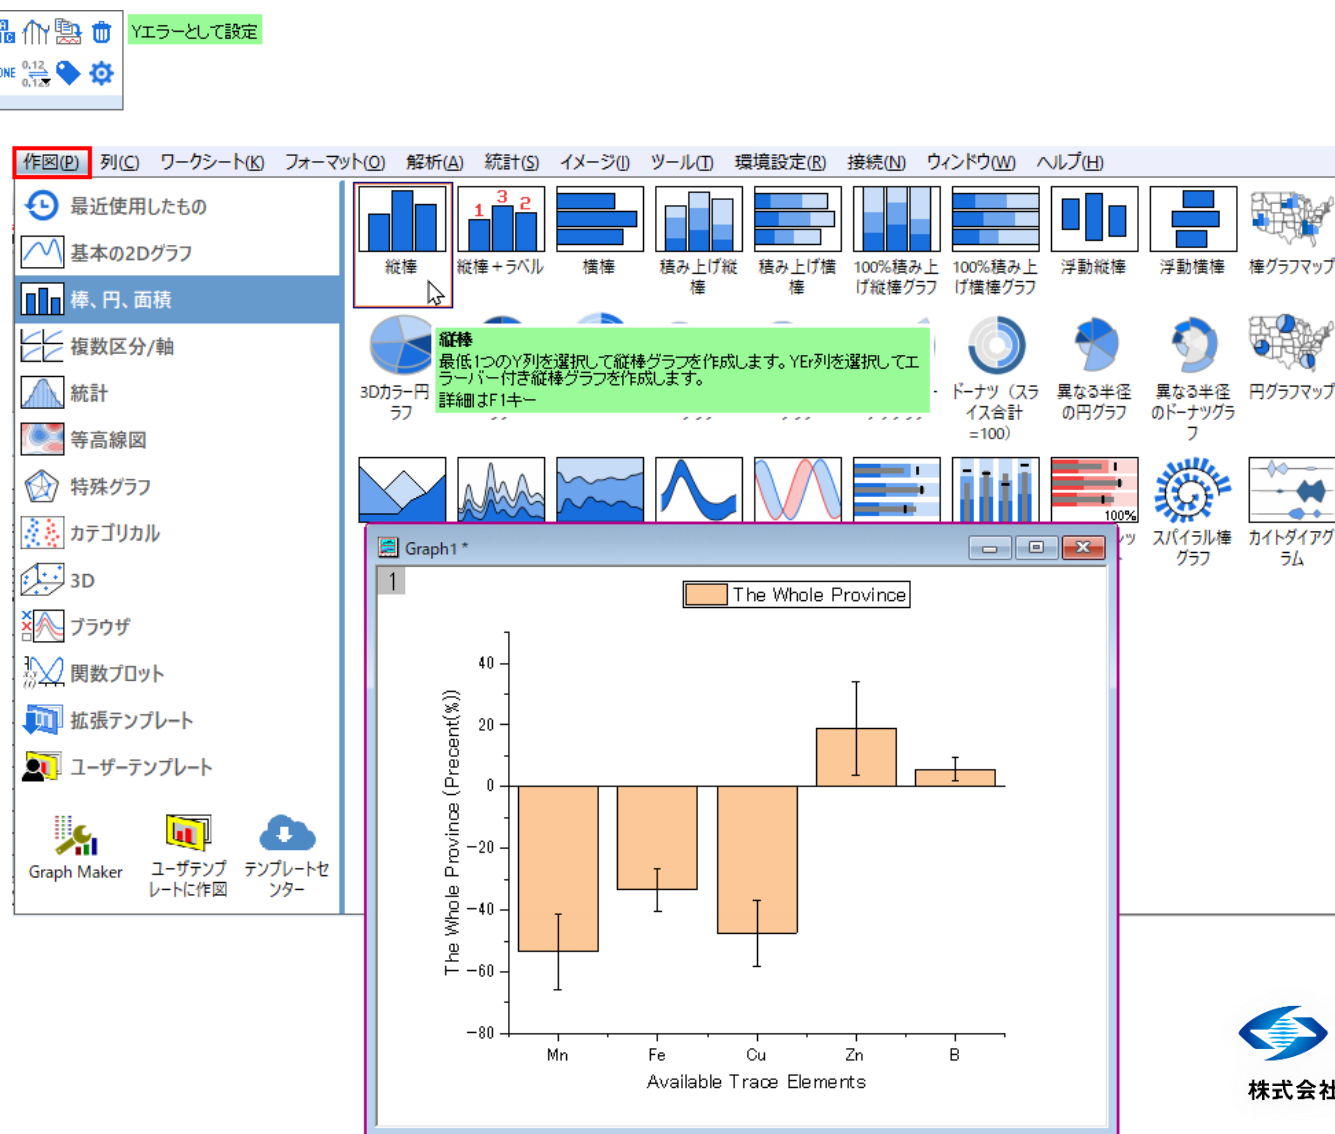 Yエラーとして設定
作図(P) 列(C) ワークシート(K) フォーマット(O) 解析(A) 統計(S) イメージ(I) ツール(T) 環境設定(R) 接続(N) ウィンドウ(W) ヘルプ(H)
最近使用したもの
基本の2Dグラフ
棒、円、面積
複数区分/軸
統計
等高線図
特殊グラフ
カテゴリカル
3D
ブラウザ
関数プロット
拡張テンプレート
ユーザーテンプレート
Graph Maker
ユーザテンプ
レートに作図
テンプレートセ
ンター
1 3 2
縦棒
縦棒+ラベル
横棒
積み上げ縦
棒
積み上げ横
棒
100%積み上
げ縦棒グラフ
100%積み上
げ横棒グラフ
浮動縦棒
浮動横棒
棒グラフマップ
縦棒
最低1つのY列を選択して縦棒グラフを作成します。YEr列を選択してエ
ラーバー付き縦棒グラフを作成します。
詳細はF1キー
3Dカラー円
ラフ
ドーナツ(スラ
イス合計
=100)
異なる半径
の円グラフ
異なる半径
のドーナツグラ
フ
円グラフマップ
100%
スパイラル棒
グラフ
カイトダイアグ
ラム
Graph1 *
1
The Whole Province
The Whole Province (Precent(%))
40
20
0
-20
-40
-60
-80
Mn Fe Cu Zn B
Available Trace Elements
株式会社